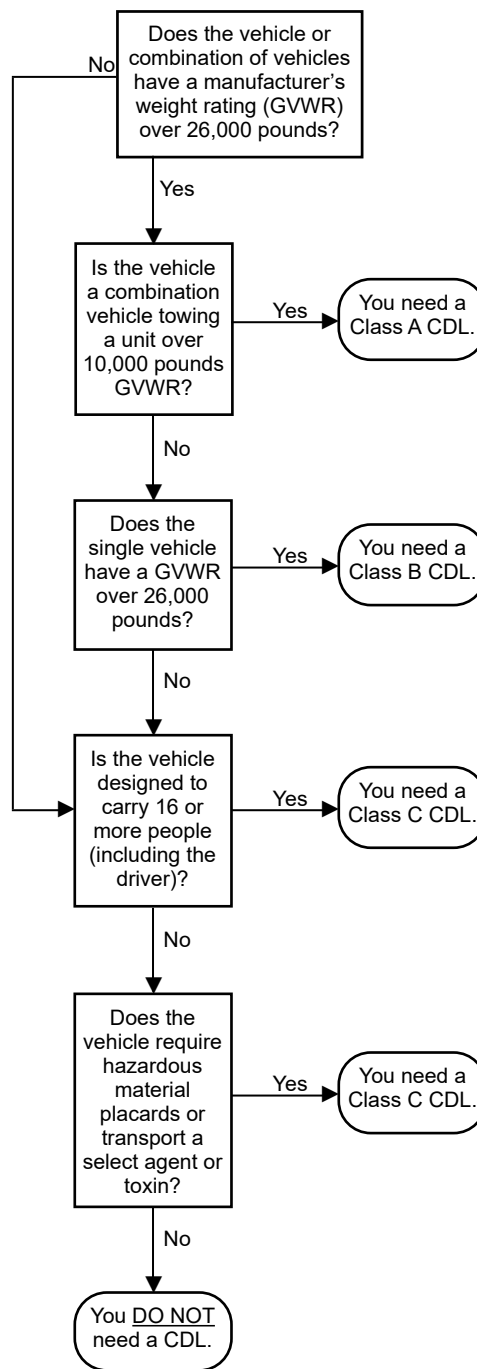 Does the vehicle or
combination of vehicles
have a manufacturer’s
weight rating (GVWR)
over 26,000 pounds?
No
Yes
Is the vehicle
a combination
vehicle towing
a unit over
10,000 pounds
GVWR?
Yes
You need a
Class A CDL.
No
Does the
single vehicle
have a GVWR
over 26,000
pounds?
Yes
You need a
Class B CDL.
No
Is the vehicle
designed to
carry 16 or
more people
(including the
driver)?
Yes
You need a
Class C CDL.
No
Does the
vehicle require
hazardous
material
placards or
transport a
select agent or
toxin?
Yes
You need a
Class C CDL.
No
You DO NOT
need a CDL.